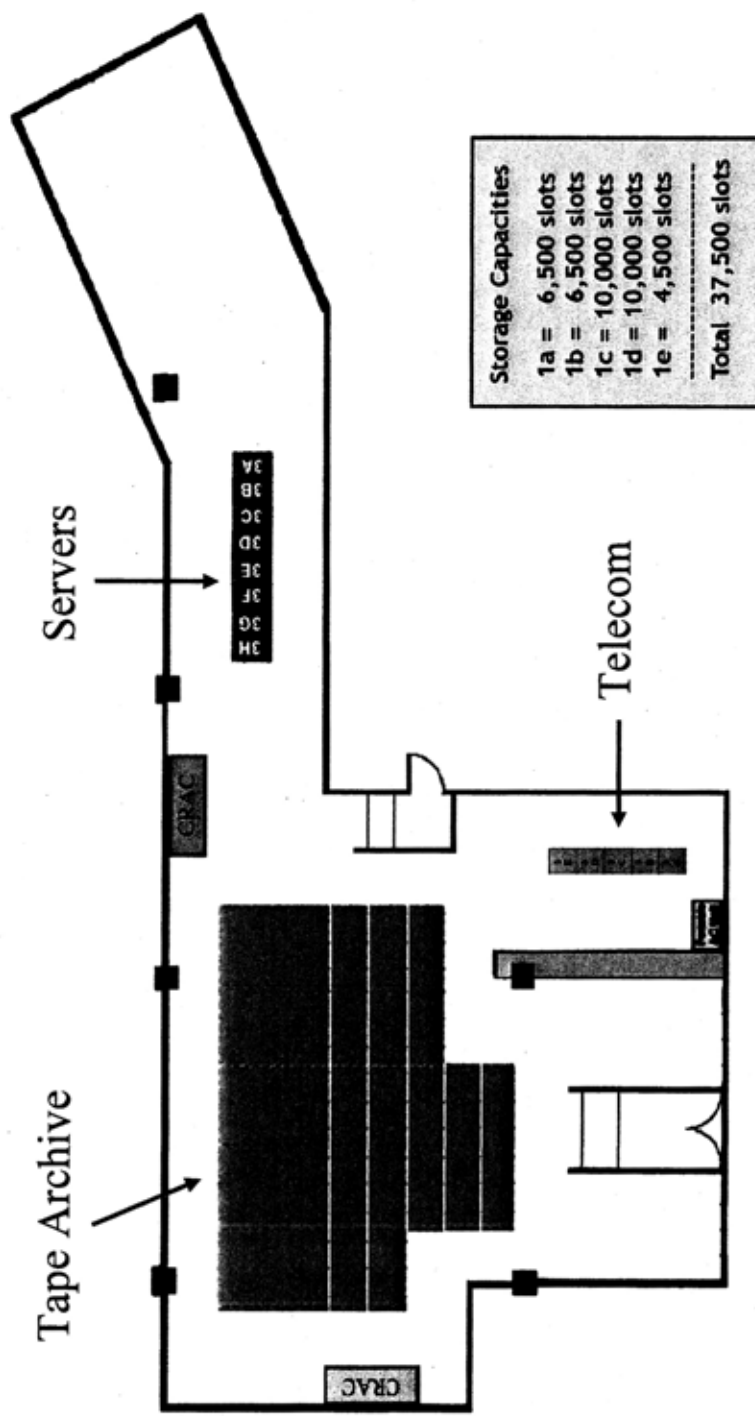 Tape Archive
Servers
CRAC
CRAC
3H 3G 3F 3E 3D 3C 3B 3A
Telecom
Storage Capacities
1a = 6,500 slots
1b = 6,500 slots
1c = 10,000 slots
1d = 10,000 slots
1e = 4,500 slots
Total 37,500 slots